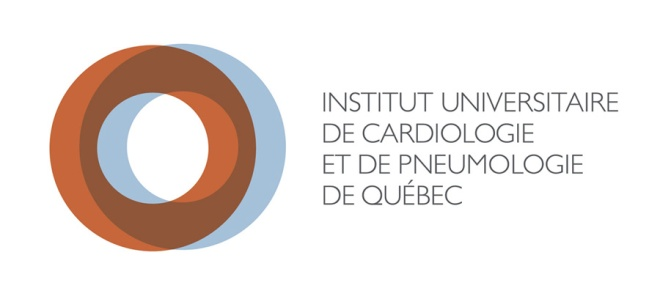 INSTITUT UNIVERSITAIRE
DE CARDIOLOGIE
ET DE PNEUMOLOGIE
DE QUÉBEC